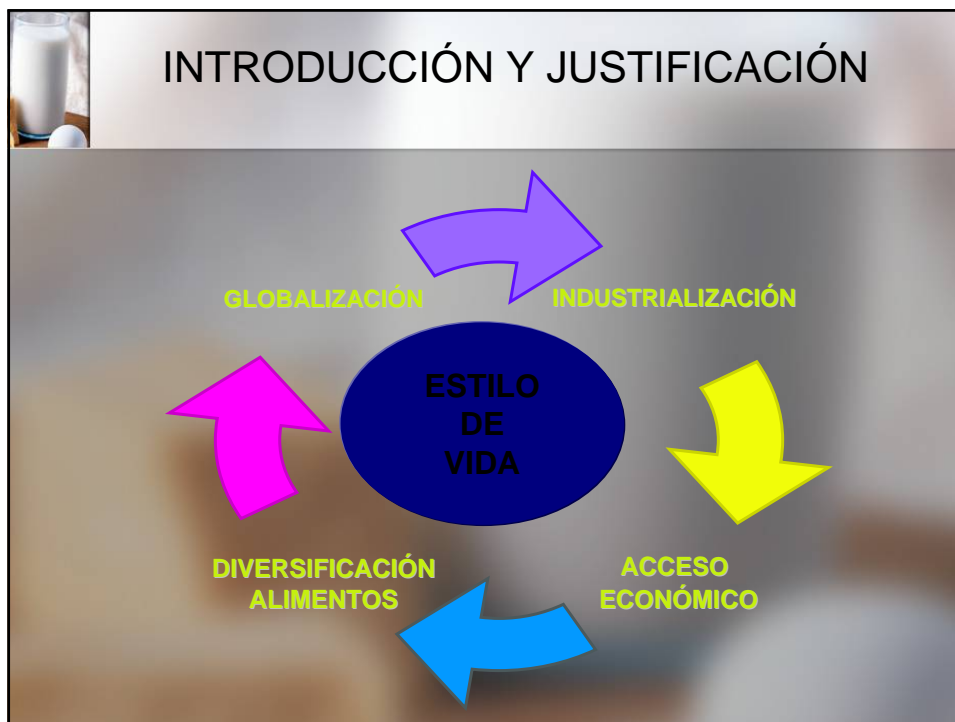 INTRODUCCIÓN Y JUSTIFICACIÓN
GLOBALIZACIÓN
INDUSTRIALIZACIÓN
ESTILO
DE
VIDA
DIVERSIFICACIÓN
ALIMENTOS
ACCESO
ECONÓMICO